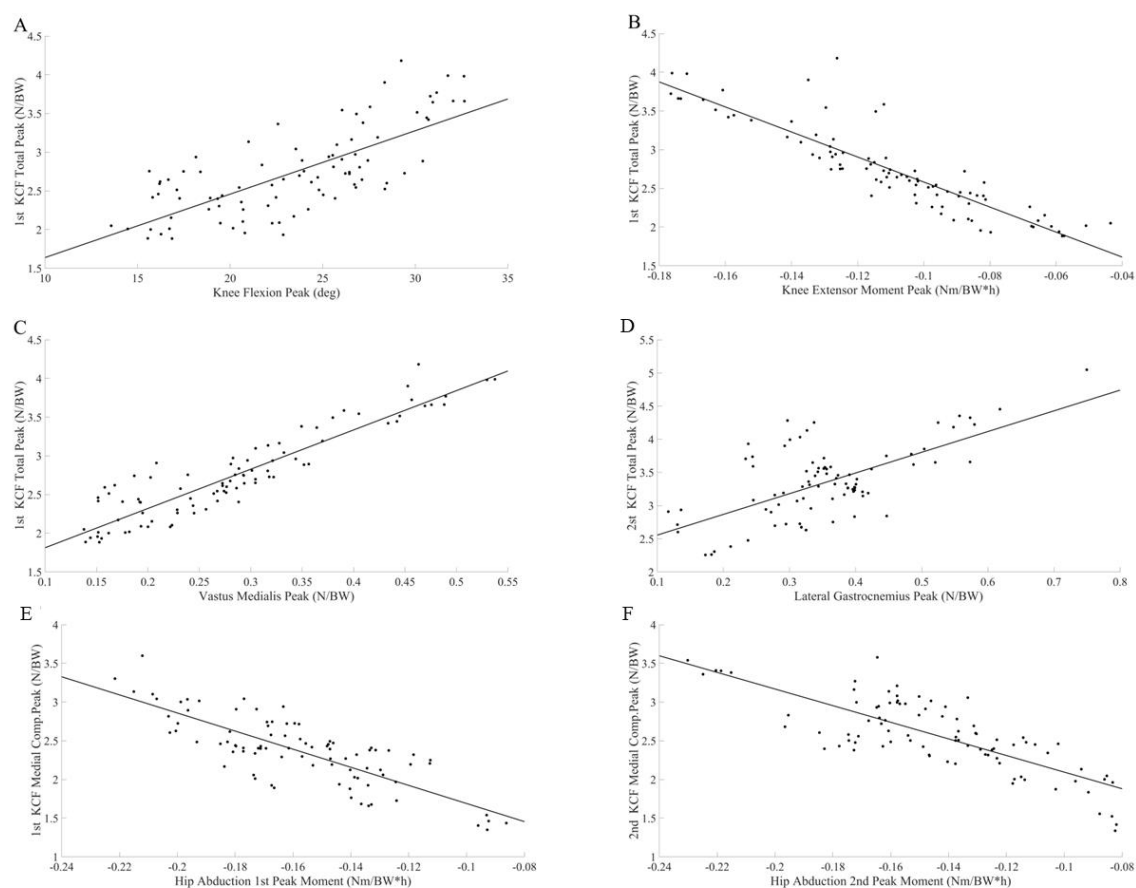 A
4.5
4
3.5
3
2.5
2
1.5
1st KCF Total Peak (N/BW)
10 15 20 25 30 35
Knee Flexion Peak (deg)
B
4.5
4
3.5
3
2.5
2
1.5
1st KCF Total Peak (N/BW)
-0.18 -0.16 -0.14 -0.12 -0.1 -0.08 -0.06 -0.04
Knee Extensor Moment Peak (Nm/BW*h)
C
4.5
4
3.5
3
2.5
2
1.5
1st KCF Total Peak (N/BW)
0.1 0.15 0.2 0.25 0.3 0.35 0.4 0.45 0.5 0.55
Vastus Medialis Peak (N/BW)
D
5.5
5
4.5
4
3.5
3
2.5
2
2st KCF Total Peak (N/BW)
0.1 0.2 0.3 0.4 0.5 0.6 0.7 0.8
Lateral Gastrocnemius Peak (N/BW)
E
4
3.5
3
2.5
2
1.5
1
1st KCF Medial Comp.Peak (N/BW)
-0.24 -0.22 -0.2 -0.18 -0.16 -0.14 -0.12 -0.1 -0.08
Hip Abduction 1st Peak Moment (Nm/BW*h)
F
4
3.5
3
2.5
2
1.5
1
2nd KCF Medial Comp.Peak (N/BW)
-0.24 -0.22 -0.2 -0.18 -0.16 -0.14 -0.12 -0.1 -0.08
Hip Abduction 2nd Peak Moment (Nm/BW*h)